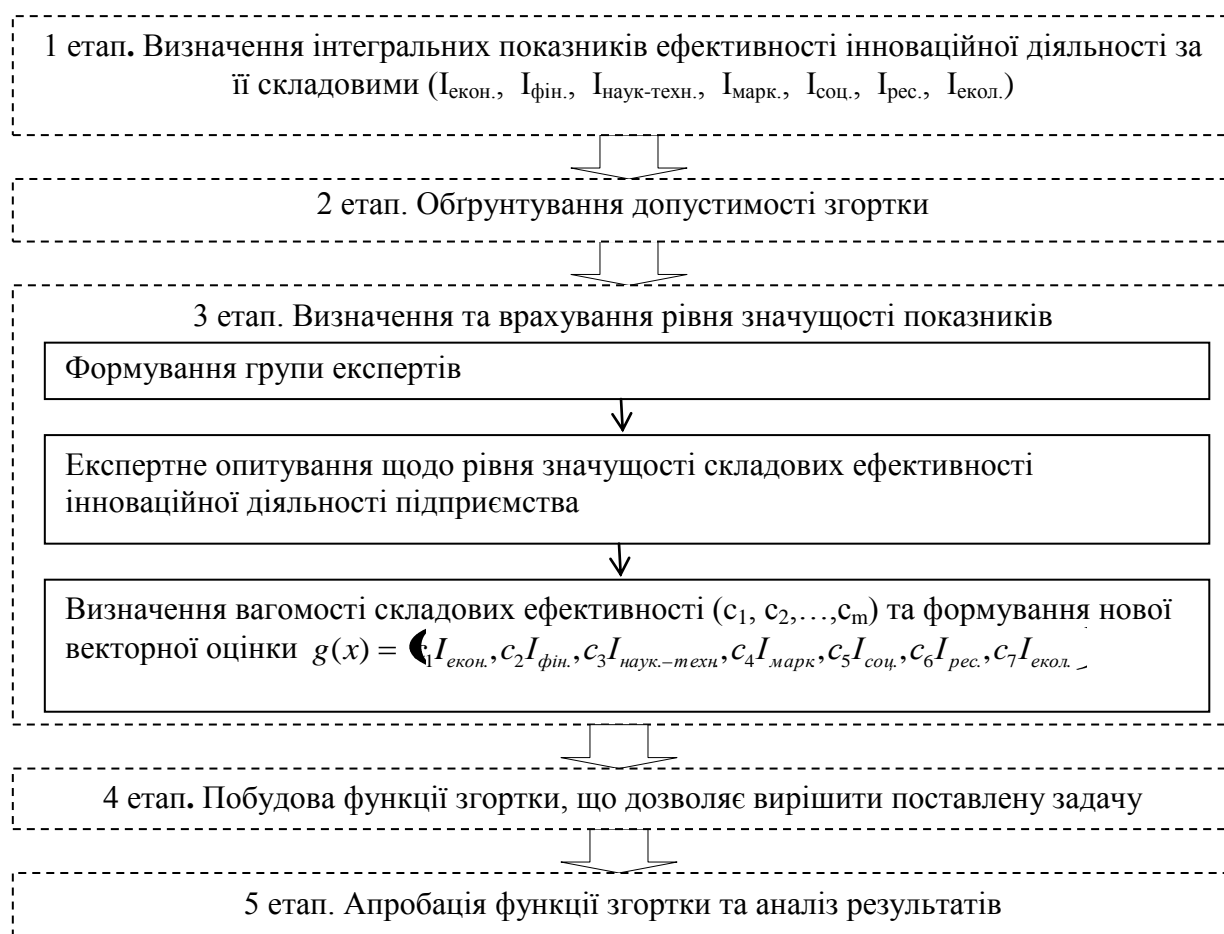 1 етап. Визначення інтегральних показників ефективності інноваційної діяльності за
її складовими (Iекон., Iфін., Iнаук-техн., Iмарк., Iсоц., Iрес., Iекол.)
2 етап. Обґрунтування допустимості згортки
3 етап. Визначення та врахування рівня значущості показників
Формування групи експертів
Експертне опитування щодо рівня значущості складових ефективності
інноваційної діяльності підприємства
Визначення вагомості складових ефективності (c1, c2,…,cm) та формування нової
векторної оцінки g(x) = 1Iекон., c2Iфін., c3Iнаук.–техн, c4Iмарк, c5Iсоц, c6Iрес., c7Iекол.
4 етап. Побудова функції згортки, що дозволяє вирішити поставлену задачу
5 етап. Апробація функції згортки та аналіз результатів